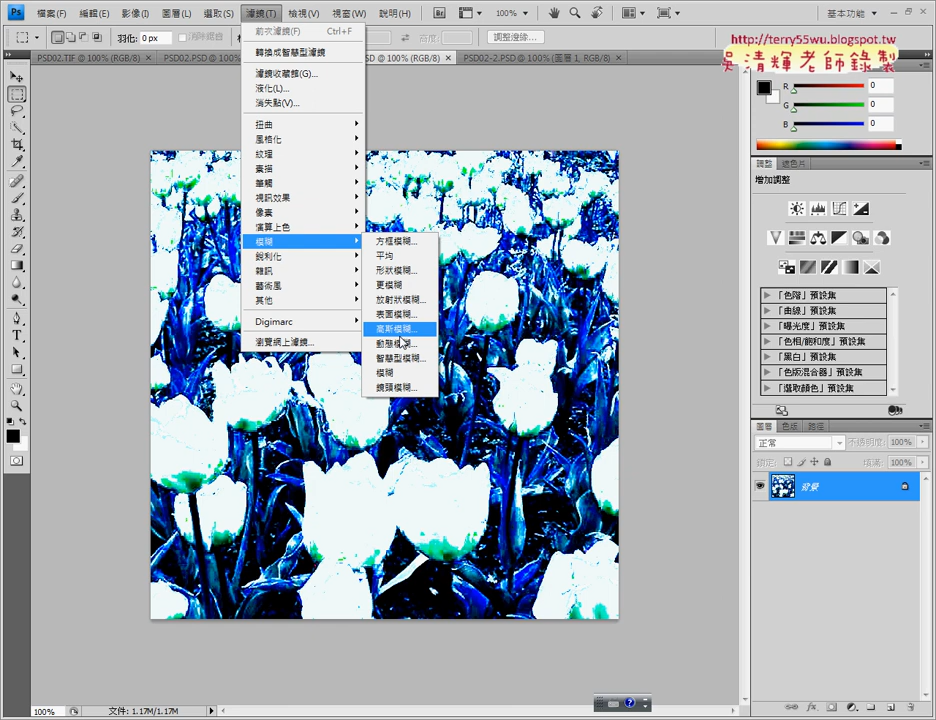 Ps 檔案(F) 編輯(E) 影像(I) 圖層(L) 選取(S) 濾鏡(T) 檢視(V) 視窗(W) 說明(H) Br 100% 基本功能
羽化: 0 px 消除鋸齒 高度: 調整邊緣...
http://terry55wu.blogspot.tw
吳清輝老師錄製
PSD02.TIF @ 100% (RGB/8) PSD02.PSD @ 100% SD @ 100% (RGB/8) PSD02-2.PSD @ 100% (圖層 1, RGB/8)
前次濾鏡(F) Ctrl+F
轉換成智慧型濾鏡
濾鏡收藏館(G)...
液化(L)...
消失點(V)...
扭曲
風格化
紋理
素描
筆觸
視訊效果
像素
演算上色
模糊
銳利化
雜訊
藝術風
其他
Digimarc
瀏覽網上濾鏡...
方框模糊...
平均
形狀模糊...
更模糊
放射狀模糊...
表面模糊...
高斯模糊...
動態模糊...
智慧型模糊...
模糊
鏡頭模糊...
R 0
G 0
B 0
調整 遮色片
增加調整
「色階」預設集
「曲線」預設集
「曝光度」預設集
「色相/飽和度」預設集
「黑白」預設集
「色版混合器」預設集
「選取顏色」預設集
圖層 色版 路徑
正常 不透明度: 100%
鎖定: 填滿: 100%
背景
100% 文件: 1.17M/1.17M